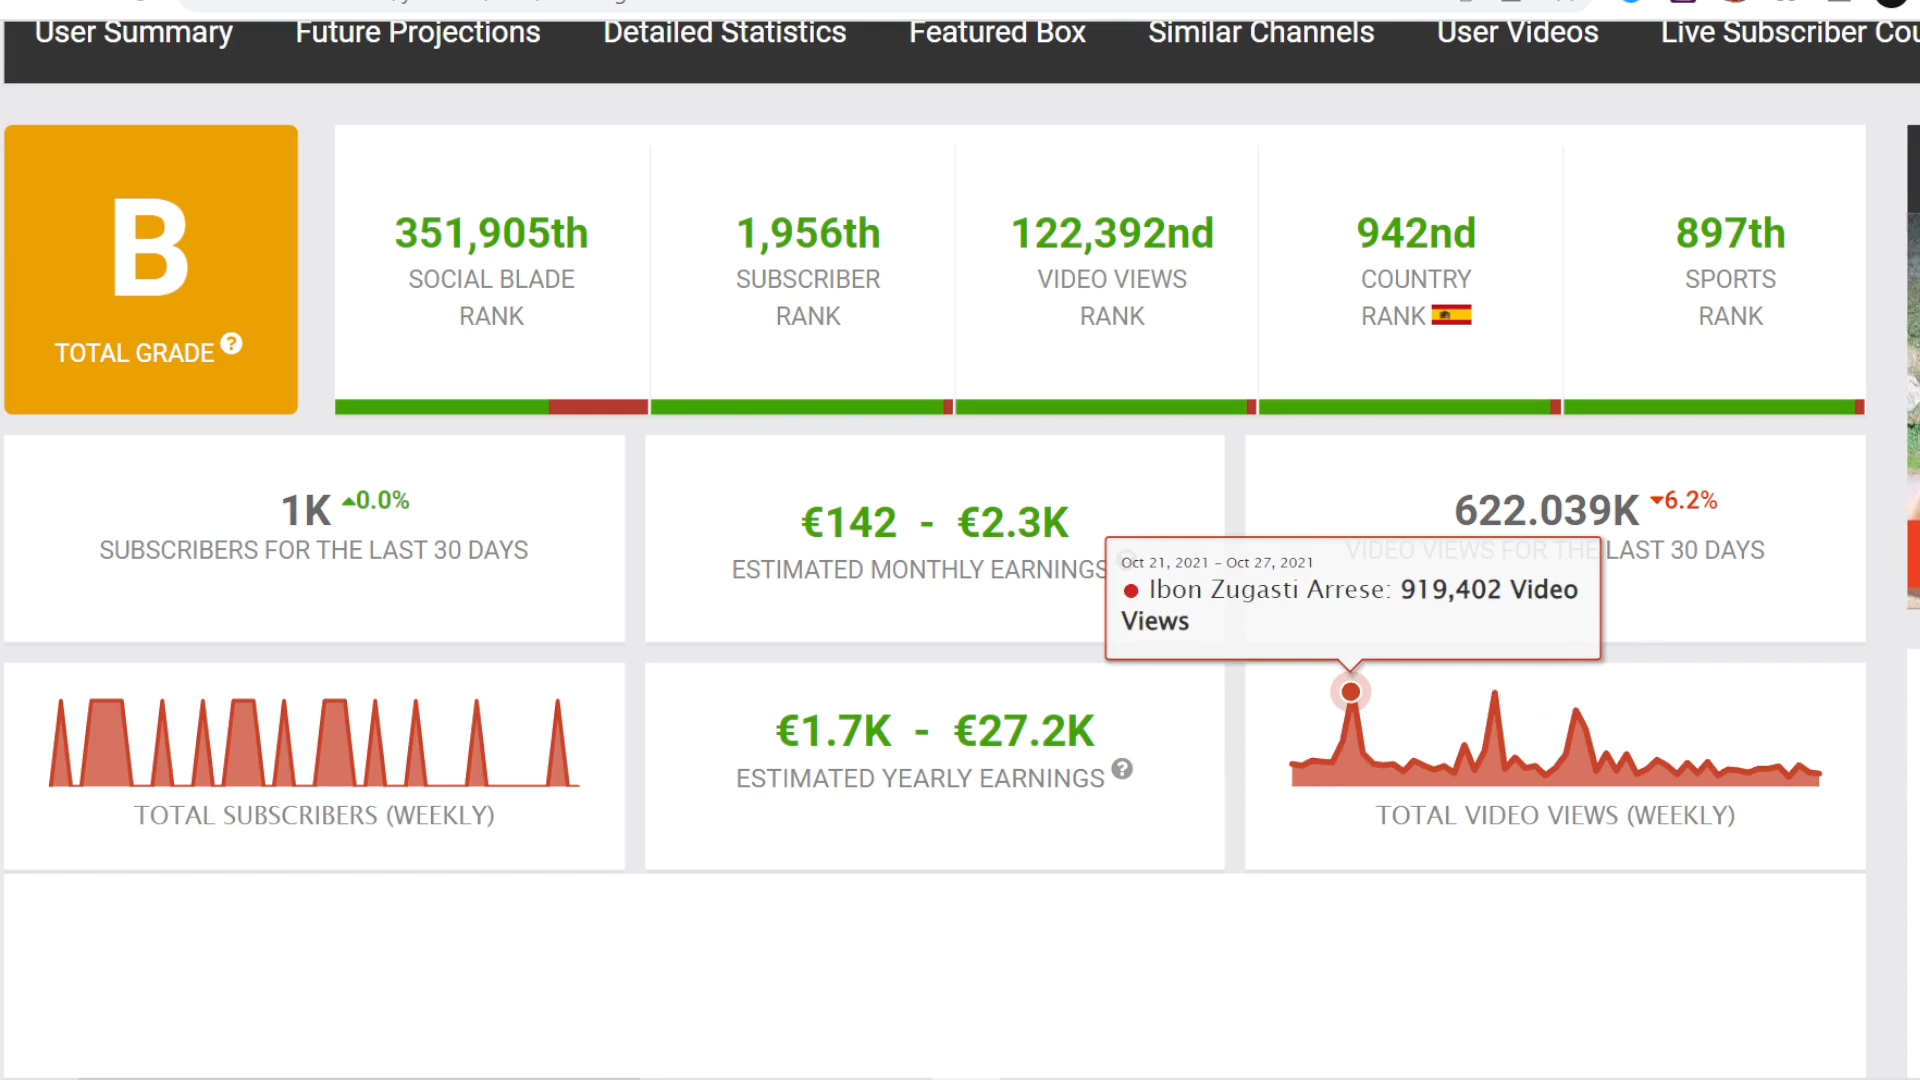 User Summary
Future Projections
Detailed Statistics
Featured Box
Similar Channels
User Videos
Live Subscriber Cou
B
TOTAL GRADE ?
351,905th
SOCIAL BLADE
RANK
1,956th
SUBSCRIBER
RANK
122,392nd
VIDEO VIEWS
RANK
942nd
COUNTRY
RANK
897th
SPORTS
RANK
1K 0.0%
SUBSCRIBERS FOR THE LAST 30 DAYS
€142 - €2.3K
ESTIMATED MONTHLY EARNINGS
622.039K 6.2%
VIDEO VIEWS FOR THE LAST 30 DAYS
Oct 21, 2021 - Oct 27, 2021
Ibon Zugasti Arrese: 919,402 Video
Views
TOTAL SUBSCRIBERS (WEEKLY)
€1.7K - €27.2K
ESTIMATED YEARLY EARNINGS ?
TOTAL VIDEO VIEWS (WEEKLY)